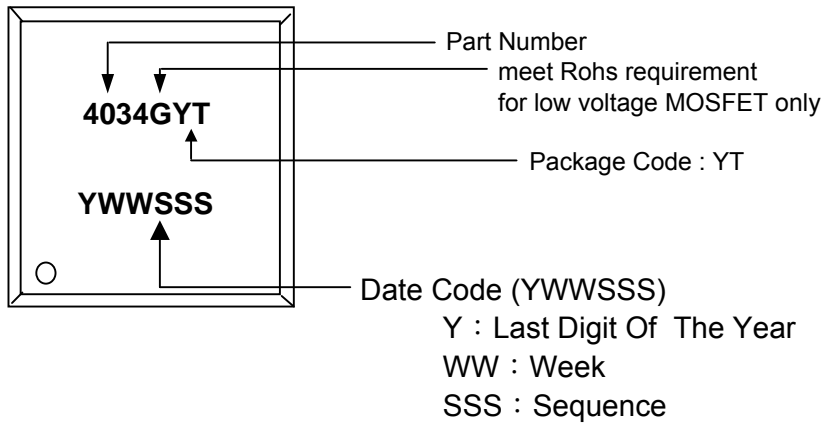 Part Number
meet Rohs requirement
for low voltage MOSFET only
4034GYT
Package Code : YT
YWWSSS
Date Code (YWWSSS)
Y：Last Digit Of The Year
WW：Week
SSS：Sequence